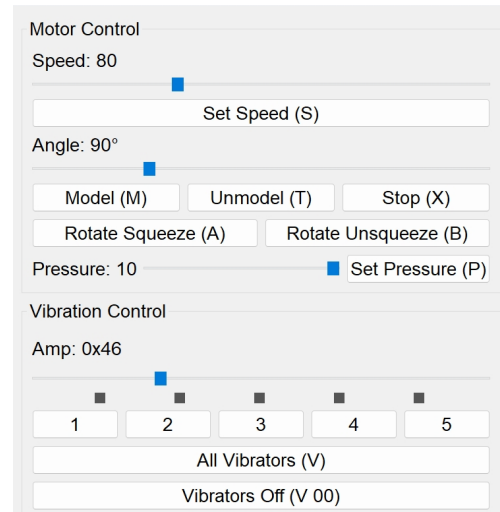 Motor Control
Speed: 80
Set Speed (S)
Angle: 90°
Model (M) Unmodel (T) Stop (X)
Rotate Squeeze (A) Rotate Unsqueeze (B)
Pressure: 10 Set Pressure (P)
Vibration Control
Amp: 0x46
1 2 3 4 5
All Vibrators (V)
Vibrators Off (V 00)